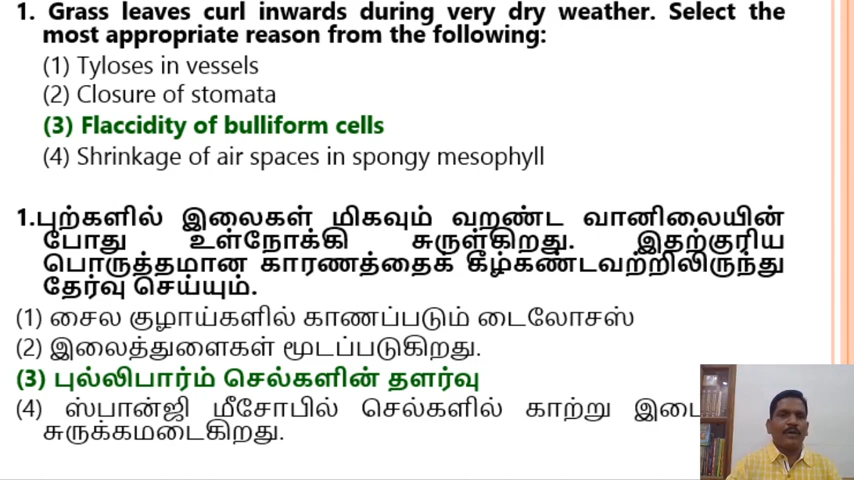 1. Grass leaves curl inwards during very dry weather. Select the
most appropriate reason from the following:
(1) Tyloses in vessels
(2) Closure of stomata
(3) Flaccidity of bulliform cells
(4) Shrinkage of air spaces in spongy mesophyll
1.புற்களில் இலைகள் மிகவும் வறண்ட வானிலையின்
போது உள்நோக்கி சுருள்கிறது. இதற்குரிய
பொருத்தமான காரணத்தைக் கீழ்கண்டவற்றிலிருந்து
தேர்வு செய்யும்.
(1) சைல குழாய்களில் காணப்படும் டைலோசஸ்
(2) இலைத்துளைகள் மூடப்படுகிறது.
(3) புல்லிபார்ம் செல்களின் தளர்வு
(4) ஸ்பான்ஜி மீசோபில் செல்களில் காற்று
சுருக்கமடைகிறது.